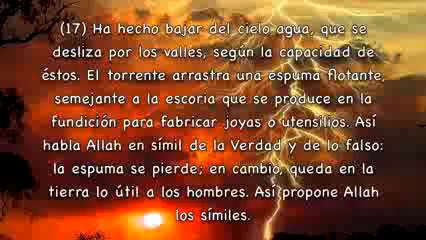 (17) Ha hecho bajar del cielo agua, que se
desliza por los valles, según la capacidad de
éstos. El torrente arrastra una espuma flotante,
semejante a la escoria que se produce en la
fundición para fabricar joyas o utensilios. Así
habla Allah en símil de la Verdad y de lo falso:
la espuma se pierde; en cambio, queda en la
tierra lo útil a los hombres. Así propone Allah
los símiles.